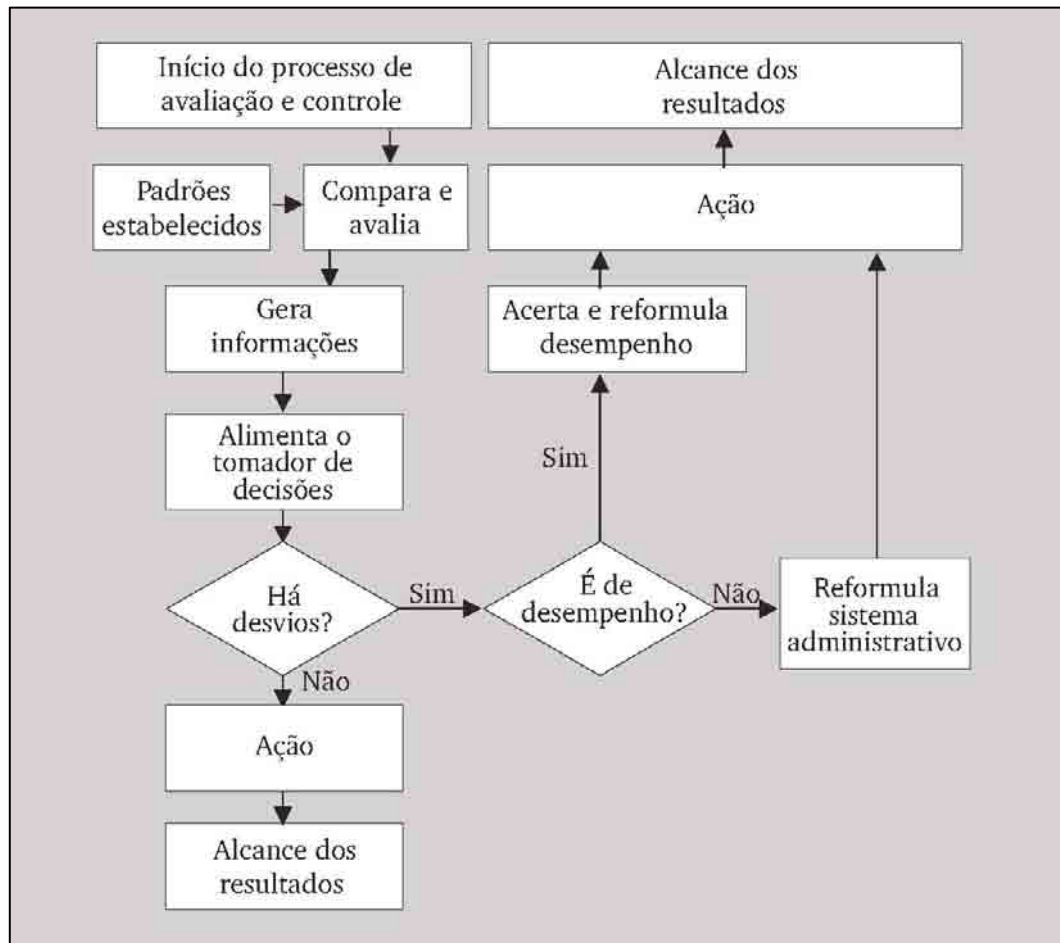 Início do processo de
avaliação e controle
Padrões
estabelecidos
Compara e
avalia
Gera
informações
Alimenta o
tomador de
decisões
Há
desvios?
Não
Ação
Alcance dos
resultados
Sim
É de
desempenho?
Sim
Acerta e reformula
desempenho
Não
Reformula
sistema
administrativo
Ação
Alcance dos
resultados